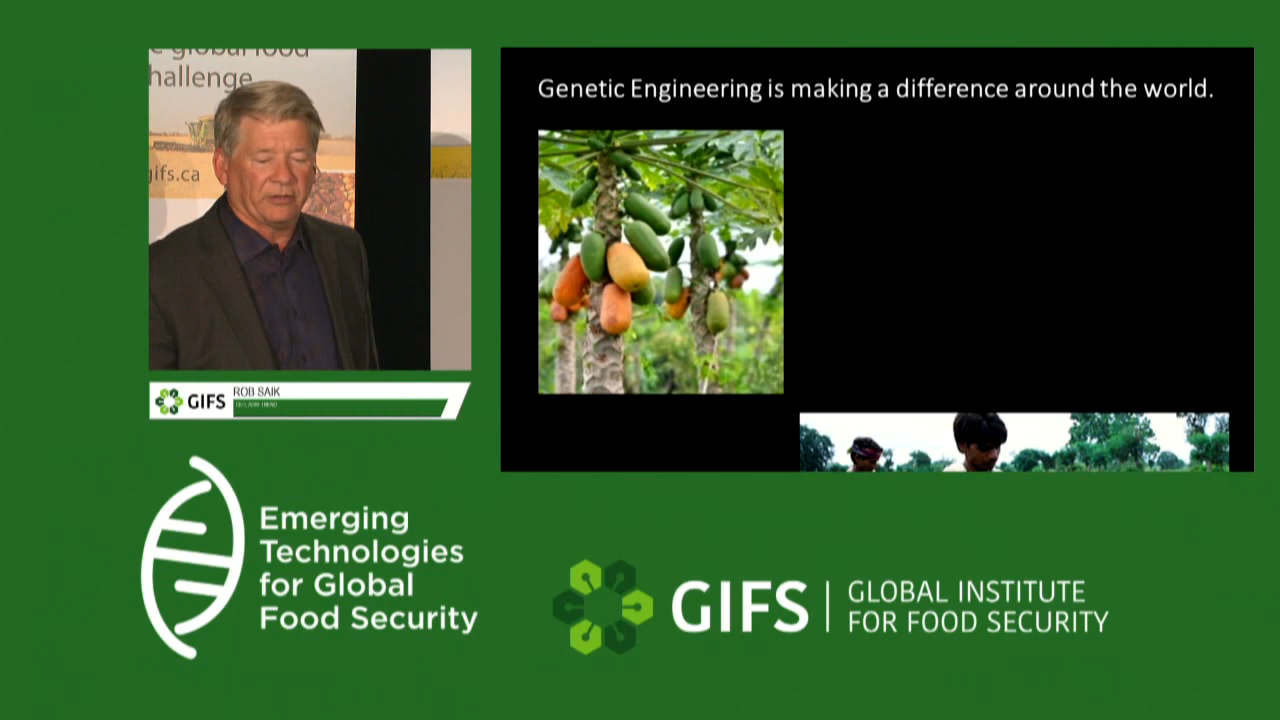 global food
hallenge
gifs.ca
Genetic Engineering is making a difference around the world.
GIFS
ROB SAIK
Emerging
Technologies
for Global
Food Security
GIFS
GLOBAL INSTITUTE
FOR FOOD SECURITY